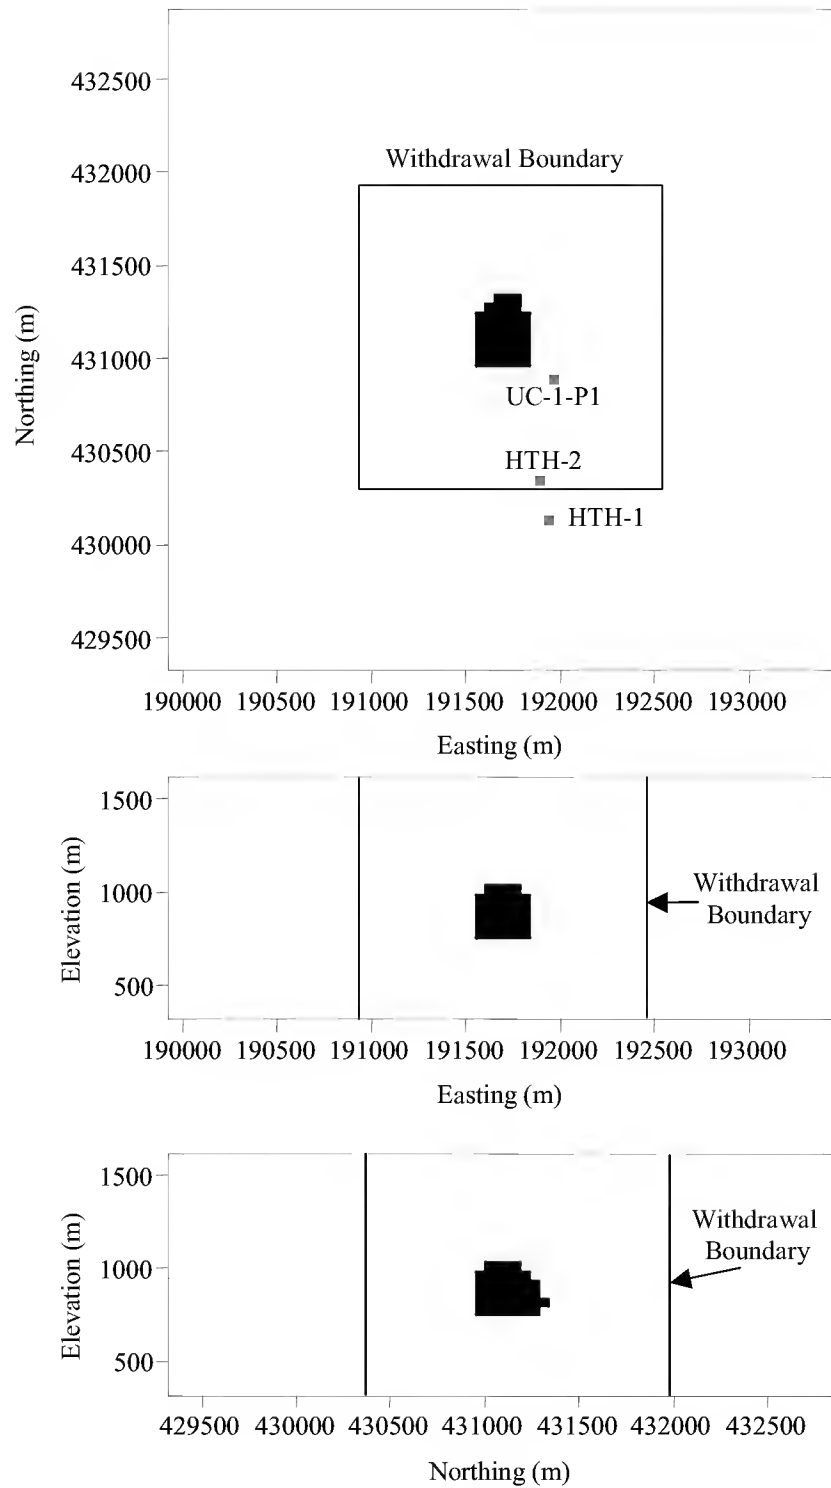 432500
432000
431500
431000
430500
430000
429500
Northing (m)
Withdrawal Boundary
UC-1-P1
HTH-2
HTH-1
190000 190500 191000 191500 192000 192500 193000
Easting (m)
1500
1000
500
Elevation (m)
Withdrawal
Boundary
190000 190500 191000 191500 192000 192500 193000
Easting (m)
1500
1000
500
Elevation (m)
Withdrawal
Boundary
429500 430000 430500 431000 431500 432000 432500
Northing (m)